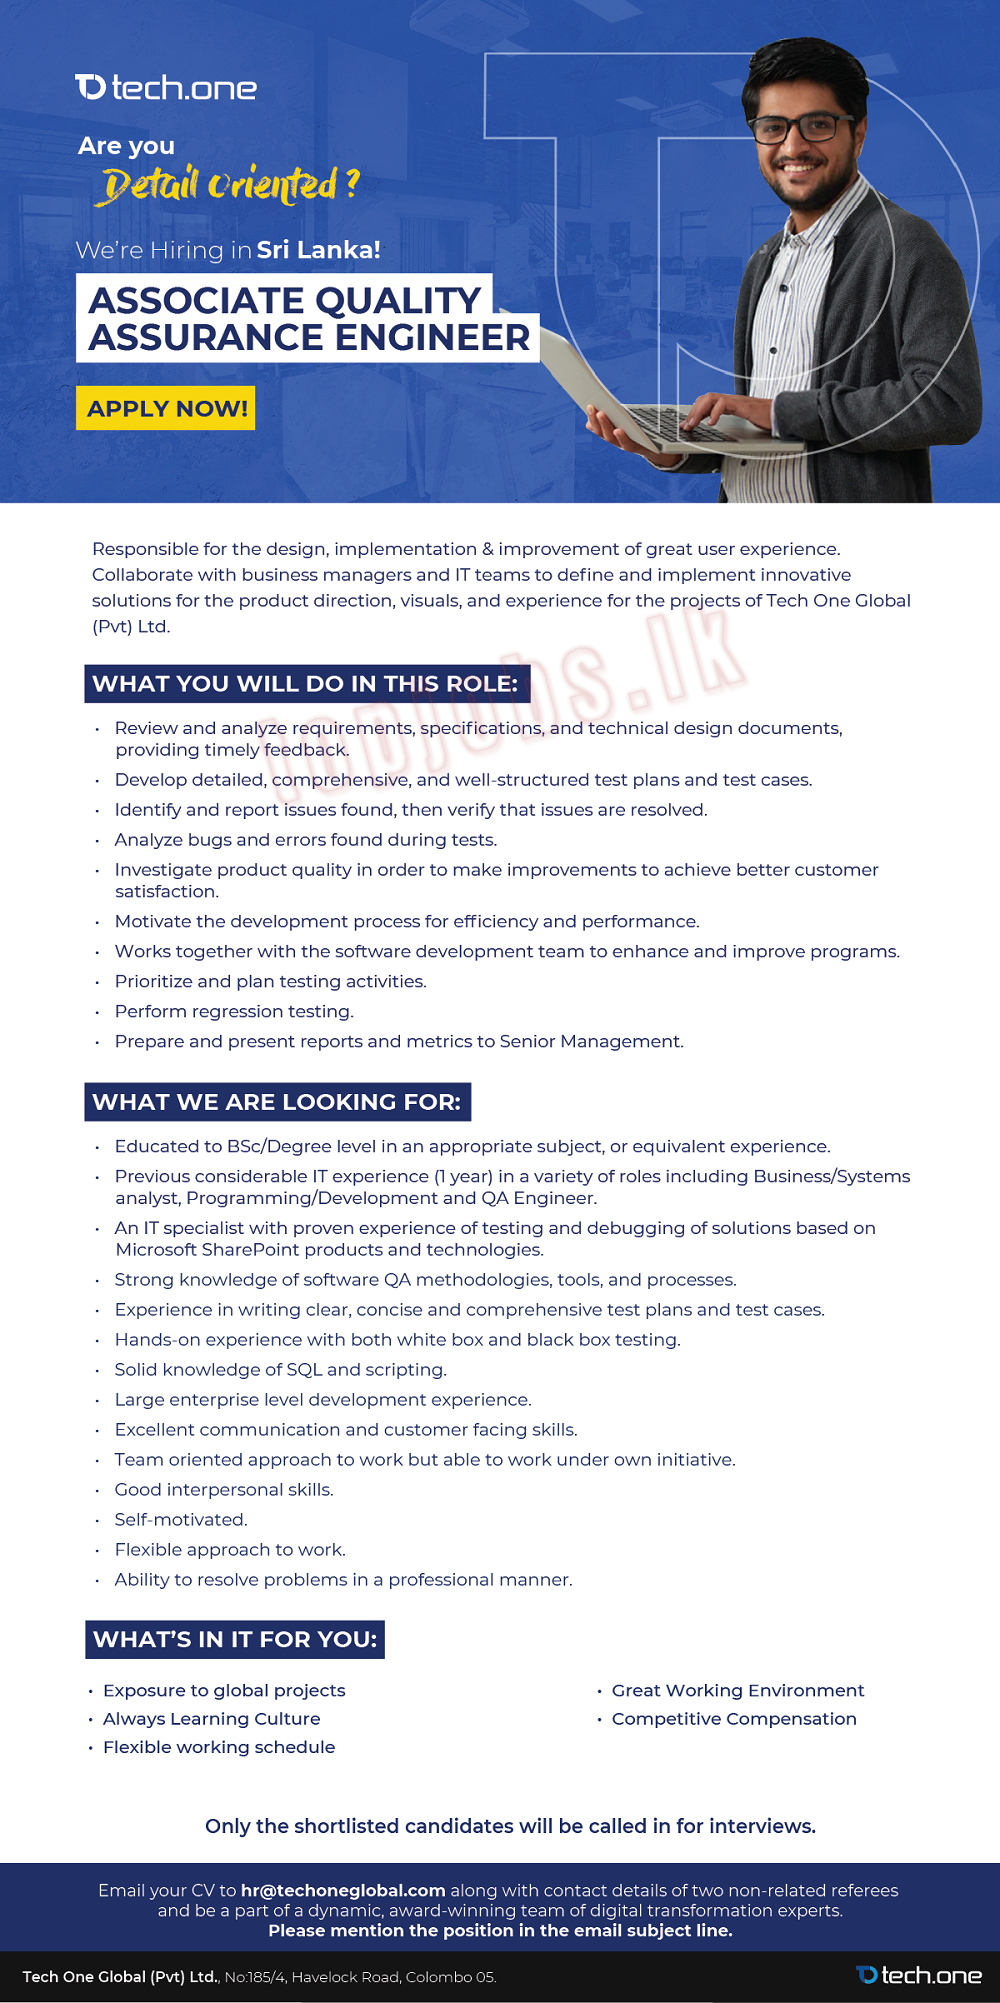 tech.one
Are you
Detail Oriented?
We're Hiring in Sri Lanka!
ASSOCIATE QUALITY
ASSURANCE ENGINEER
APPLY NOW!
Responsible for the design, implementation & improvement of great user experience.
Collaborate with business managers and IT teams to define and implement innovative
solutions for the product direction, visuals, and experience for the projects of Tech One Global
(Pvt) Ltd.
topjobs.lk
WHAT YOU WILL DO IN THIS ROLE:
• Review and analyze requirements, specifications, and technical design documents,
providing timely feedback.
• Develop detailed, comprehensive, and well-structured test plans and test cases.
• Identify and report issues found, then verify that issues are resolved.
• Analyze bugs and errors found during tests.
• Investigate product quality in order to make improvements to achieve better customer
satisfaction.
• Motivate the development process for efficiency and performance.
• Works together with the software development team to enhance and improve programs.
• Prioritize and plan testing activities.
• Perform regression testing.
• Prepare and present reports and metrics to Senior Management.
WHAT WE ARE LOOKING FOR:
• Educated to BSc/Degree level in an appropriate subject, or equivalent experience.
• Previous considerable IT experience (1 year) in a variety of roles including Business/Systems
analyst, Programming/Development and QA Engineer.
• An IT specialist with proven experience of testing and debugging of solutions based on
Microsoft SharePoint products and technologies.
• Strong knowledge of software QA methodologies, tools, and processes.
• Experience in writing clear, concise and comprehensive test plans and test cases.
• Hands-on experience with both white box and black box testing.
• Solid knowledge of SQL and scripting.
• Large enterprise level development experience.
• Excellent communication and customer facing skills.
• Team oriented approach to work but able to work under own initiative.
• Good interpersonal skills.
• Self-motivated.
• Flexible approach to work.
• Ability to resolve problems in a professional manner.
WHAT'S IN IT FOR YOU:
• Exposure to global projects
• Always Learning Culture
• Flexible working schedule
• Great Working Environment
• Competitive Compensation
Only the shortlisted candidates will be called in for interviews.
Email your CV to hr@techoneglobal.com along with contact details of two non-related referees
and be a part of a dynamic, award-winning team of digital transformation experts.
Please mention the position in the email subject line.
Tech One Global (Pvt) Ltd., No:185/4, Havelock Road, Colombo 05.
tech.one